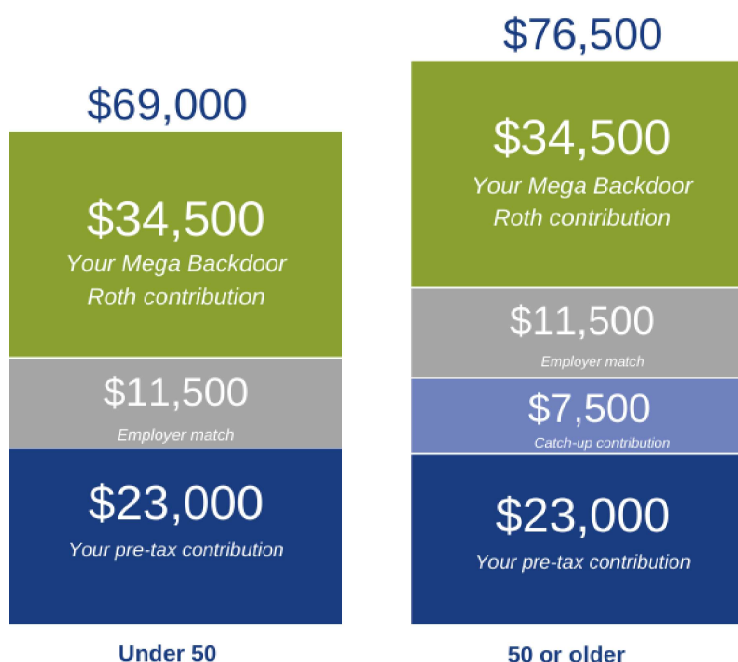 $69,000
$34,500
Your Mega Backdoor
Roth contribution
$11,500
Employer match
$23,000
Your pre-tax contribution
Under 50
$76,500
$34,500
Your Mega Backdoor
Roth contribution
$11,500
Employer match
$7,500
Catch-up contribution
$23,000
Your pre-tax contribution
50 or older